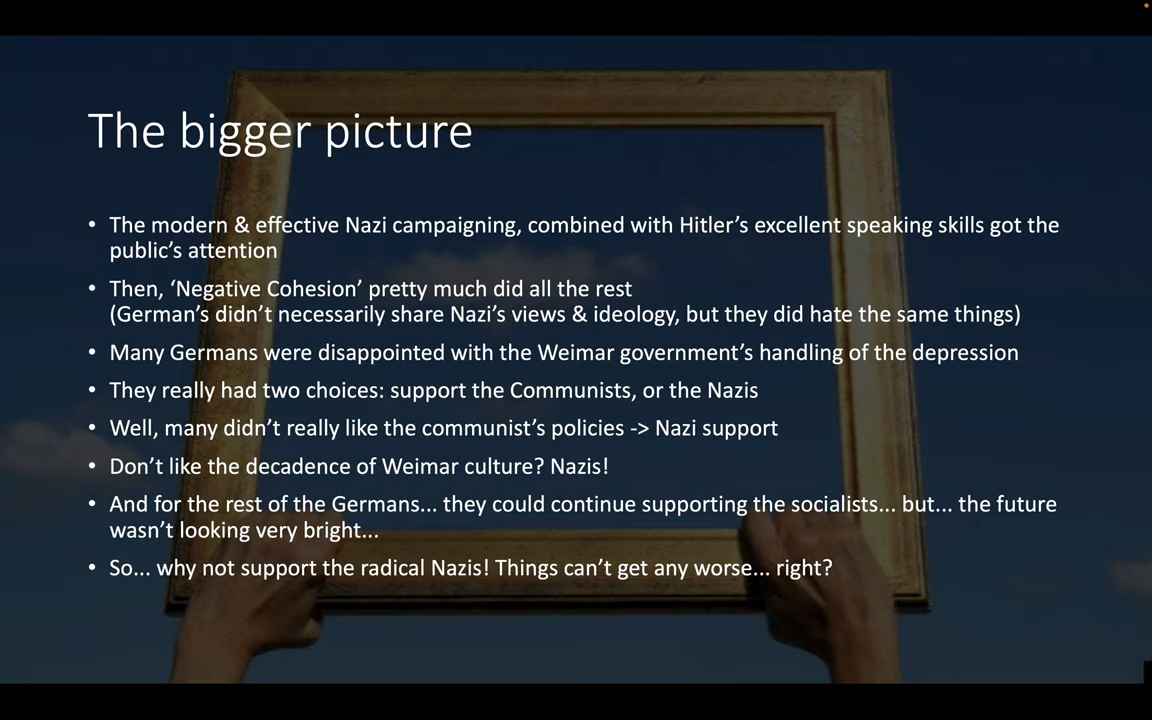 The bigger picture
• The modern & effective Nazi campaigning, combined with Hitler’s excellent speaking skills got the
public’s attention
• Then, ‘Negative Cohesion’ pretty much did all the rest
(German’s didn’t necessarily share Nazi’s views & ideology, but they did hate the same things)
• Many Germans were disappointed with the Weimar government’s handling of the depression
• They really had two choices: support the Communists, or the Nazis
• Well, many didn’t really like the communist’s policies -> Nazi support
• Don’t like the decadence of Weimar culture? Nazis!
• And for the rest of the Germans... they could continue supporting the socialists... but... the future
wasn’t looking very bright...
• So... why not support the radical Nazis! Things can’t get any worse... right?